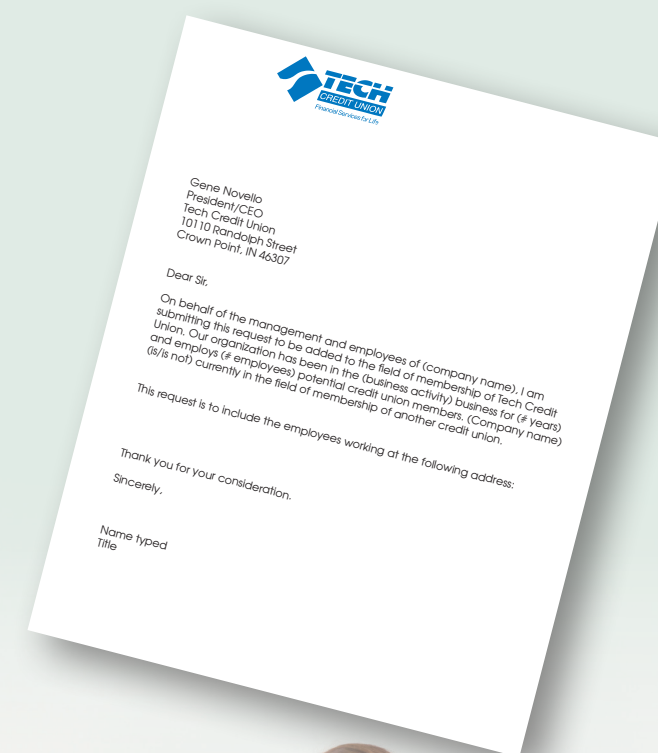 TECH
CREDIT UNION
Financial Services for Life
Gene Novello
President/CEO
Tech Credit Union
10110 Randolph Street
Crown Point, IN 46307
Dear Sir,
On behalf of the management and employees of (company name), I am
submitting this request to be added to the field of membership of Tech Credit
Union. Our organization has been in the (business activity) business for (# years)
and employs (# employees) potential credit union members. (Company name)
(is/is not) currently in the field of membership of another credit union.
This request is to include the employees working at the following address:
Thank you for your consideration.
Sincerely,
Name typed
Title